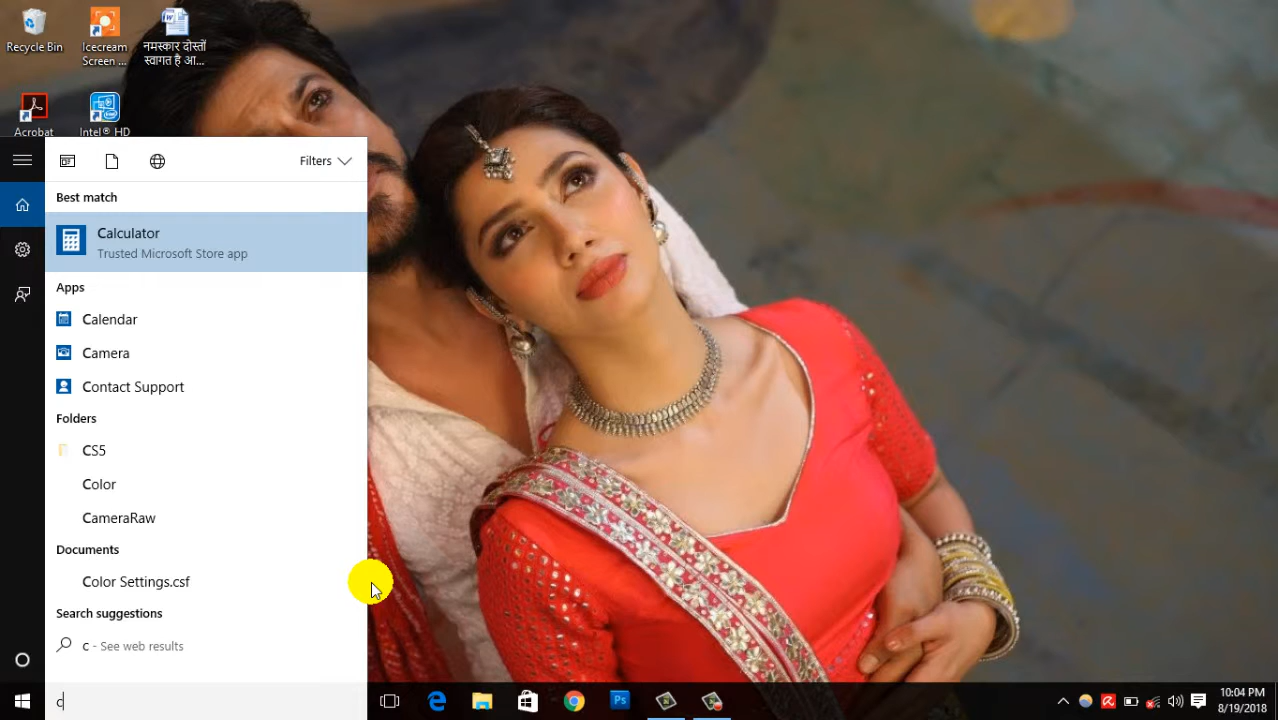 Recycle Bin
Icecream
Screen ...
नमस्कार दोस्तों
स्वागत है आ...
Acrobat
Intel® HD
Filters
Best match
Calculator
Trusted Microsoft Store app
Apps
Calendar
Camera
Contact Support
Folders
CS5
Color
CameraRaw
Documents
Color Settings.csf
Search suggestions
c - See web results
c
Ps
10:04 PM
8/19/2018